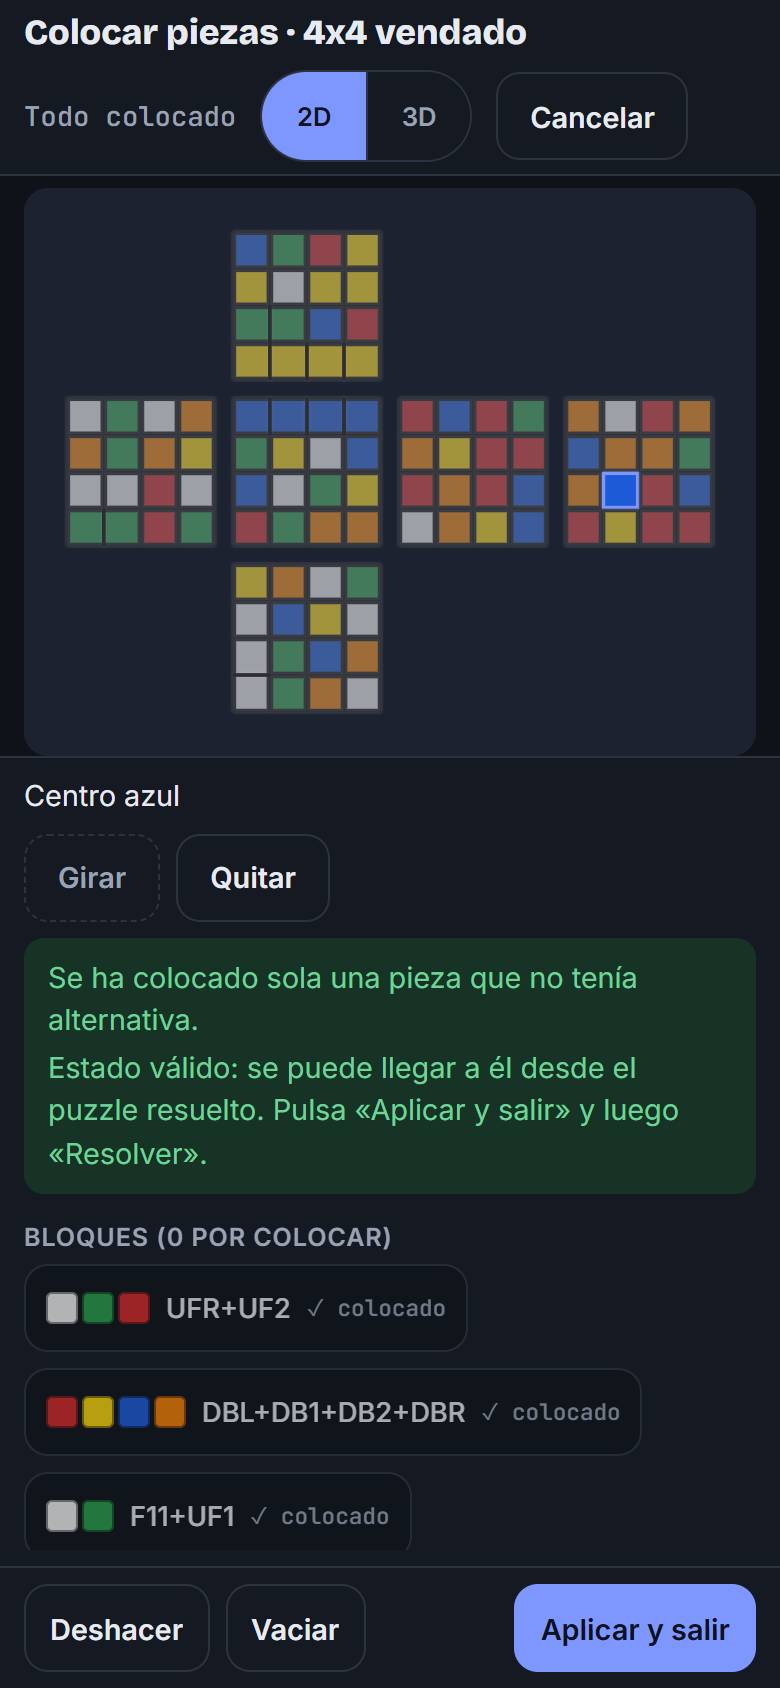 Colocar piezas · 4x4 vendado
Todo colocado
2D
3D
Cancelar
Centro azul
Girar
Quitar
Se ha colocado sola una pieza que no tenía
alternativa.
Estado válido: se puede llegar a él desde el
puzzle resuelto. Pulsa «Aplicar y salir» y luego
«Resolver».
BLOQUES (0 POR COLOCAR)
UFR+UF2 ✓ colocado
DBL+DB1+DB2+DBR ✓ colocado
F11+UF1 ✓ colocado
Deshacer
Vaciar
Aplicar y salir